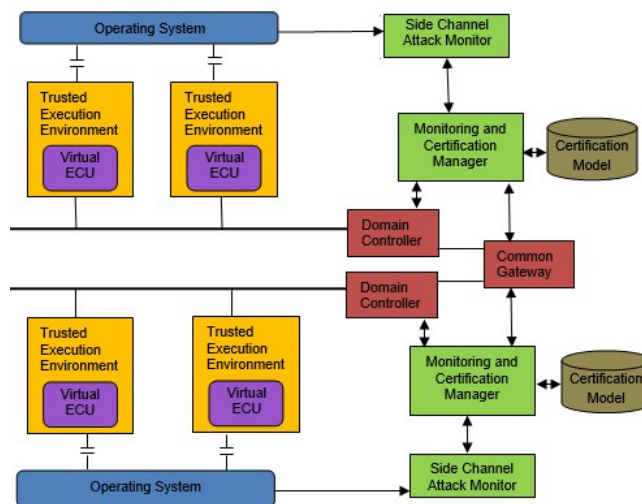 Operating System
Side Channel
Attack Monitor
Trusted
Execution
Environment
Virtual
ECU
Trusted
Execution
Environment
Virtual
ECU
Monitoring and
Certification
Manager
Certification
Model
Domain
Controller
Common
Gateway
Domain
Controller
Trusted
Execution
Environment
Virtual
ECU
Trusted
Execution
Environment
Virtual
ECU
Monitoring and
Certification
Manager
Certification
Model
Operating System
Side Channel
Attack Monitor